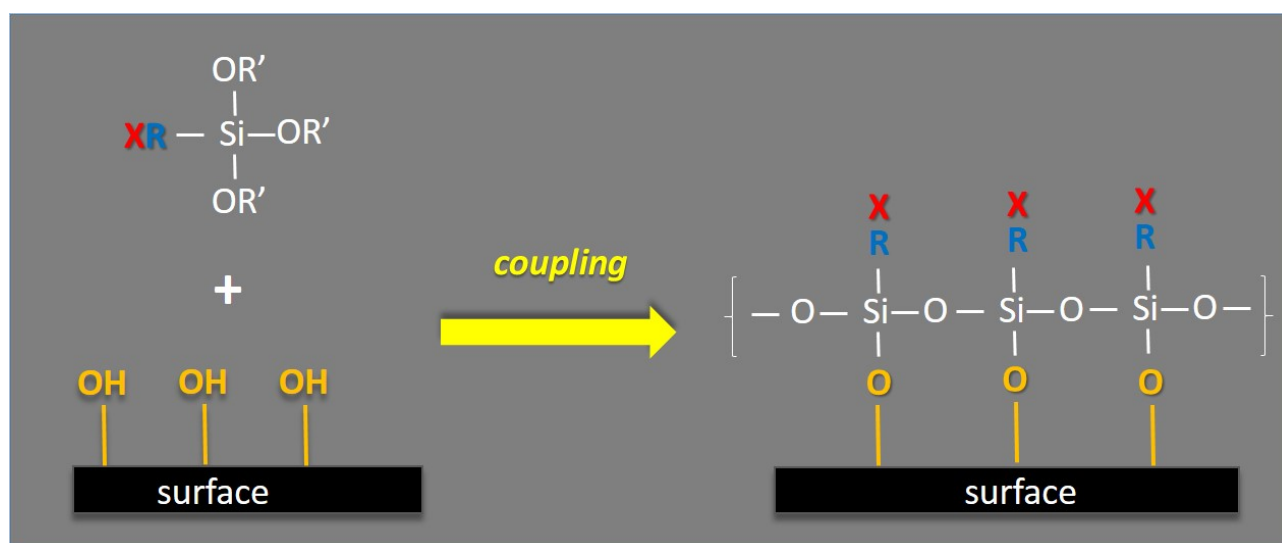 OR’
XR — Si — OR’
OR’
+
OH OH OH
surface
coupling
X X X
R R R
— O — Si — O — Si — O — Si — O —
O O O
surface